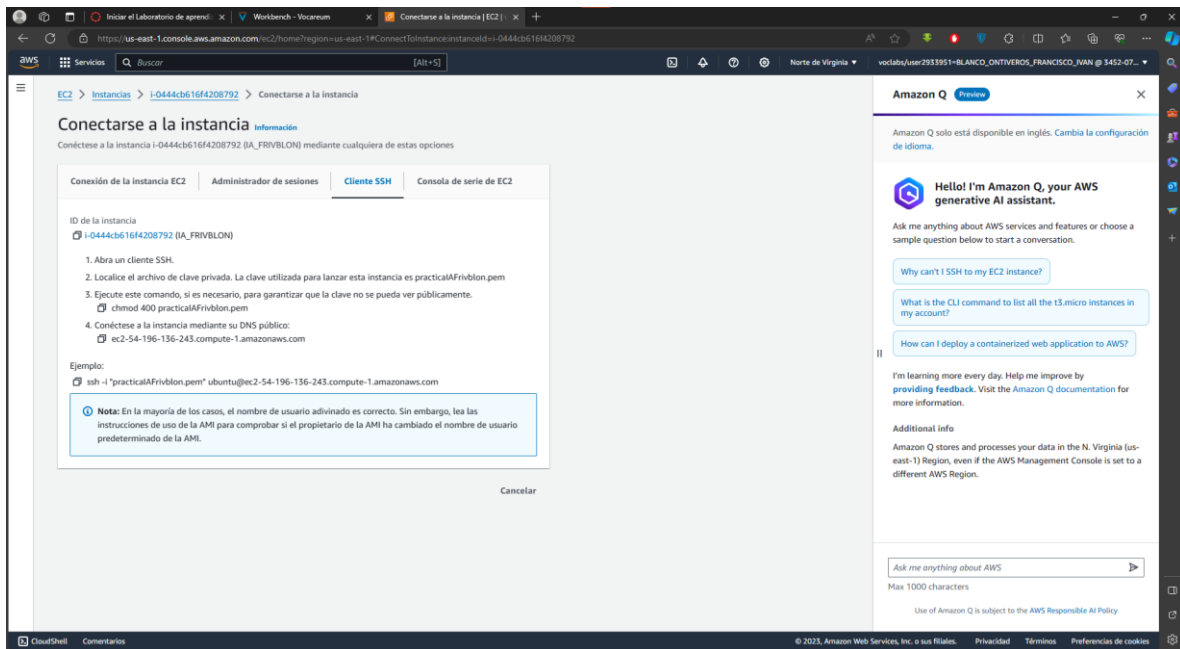 Iniciar el Laboratorio de aprendi
Workbench - Vocareum
Conectarse a la instancia | EC2 |
https://us-east-1.console.aws.amazon.com/ec2/home?region=us-east-1#ConnectToInstance:instanceId=i-0444cb616f4208792
aws
Servicios
Buscar
[Alt+S]
Norte de Virginia
voclabs/user2933951=BLANCO_ONTIVEROS_FRANCISCO_IVAN @ 3452-07...
EC2 > Instancias > i-0444cb616f4208792 > Conectarse a la instancia
Conectarse a la instancia Información
Conéctese a la instancia i-0444cb616f4208792 (IA_FRIVBLON) mediante cualquiera de estas opciones
Conexión de la instancia EC2
Administrador de sesiones
Cliente SSH
Consola de serie de EC2
ID de la instancia
i-0444cb616f4208792 (IA_FRIVBLON)
1. Abra un cliente SSH.
2. Localice el archivo de clave privada. La clave utilizada para lanzar esta instancia es practicaIAFrivblon.pem
3. Ejecute este comando, si es necesario, para garantizar que la clave no se pueda ver públicamente.
chmod 400 practicaIAFrivblon.pem
4. Conéctese a la instancia mediante su DNS público:
ec2-54-196-136-243.compute-1.amazonaws.com
Ejemplo:
ssh -i "practicaIAFrivblon.pem" ubuntu@ec2-54-196-136-243.compute-1.amazonaws.com
Nota: En la mayoría de los casos, el nombre de usuario adivinado es correcto. Sin embargo, lea las
instrucciones de uso de la AMI para comprobar si el propietario de la AMI ha cambiado el nombre de usuario
predeterminado de la AMI.
Cancelar
Amazon Q Preview
Amazon Q solo está disponible en inglés. Cambia la configuración
de idioma.
Hello! I'm Amazon Q, your AWS
generative AI assistant.
Ask me anything about AWS services and features or choose a
sample question below to start a conversation.
Why can't I SSH to my EC2 instance?
What is the CLI command to list all the t3.micro instances in
my account?
How can I deploy a containerized web application to AWS?
I'm learning more every day. Help me improve by
providing feedback. Visit the Amazon Q documentation for
more information.
Additional info
Amazon Q stores and processes your data in the N. Virginia (us-
east-1) Region, even if the AWS Management Console is set to a
different AWS Region.
Ask me anything about AWS
Max 1000 characters
Use of Amazon Q is subject to the AWS Responsible AI Policy
CloudShell
Comentarios
© 2023, Amazon Web Services, Inc. o sus filiales.
Privacidad
Términos
Preferencias de cookies